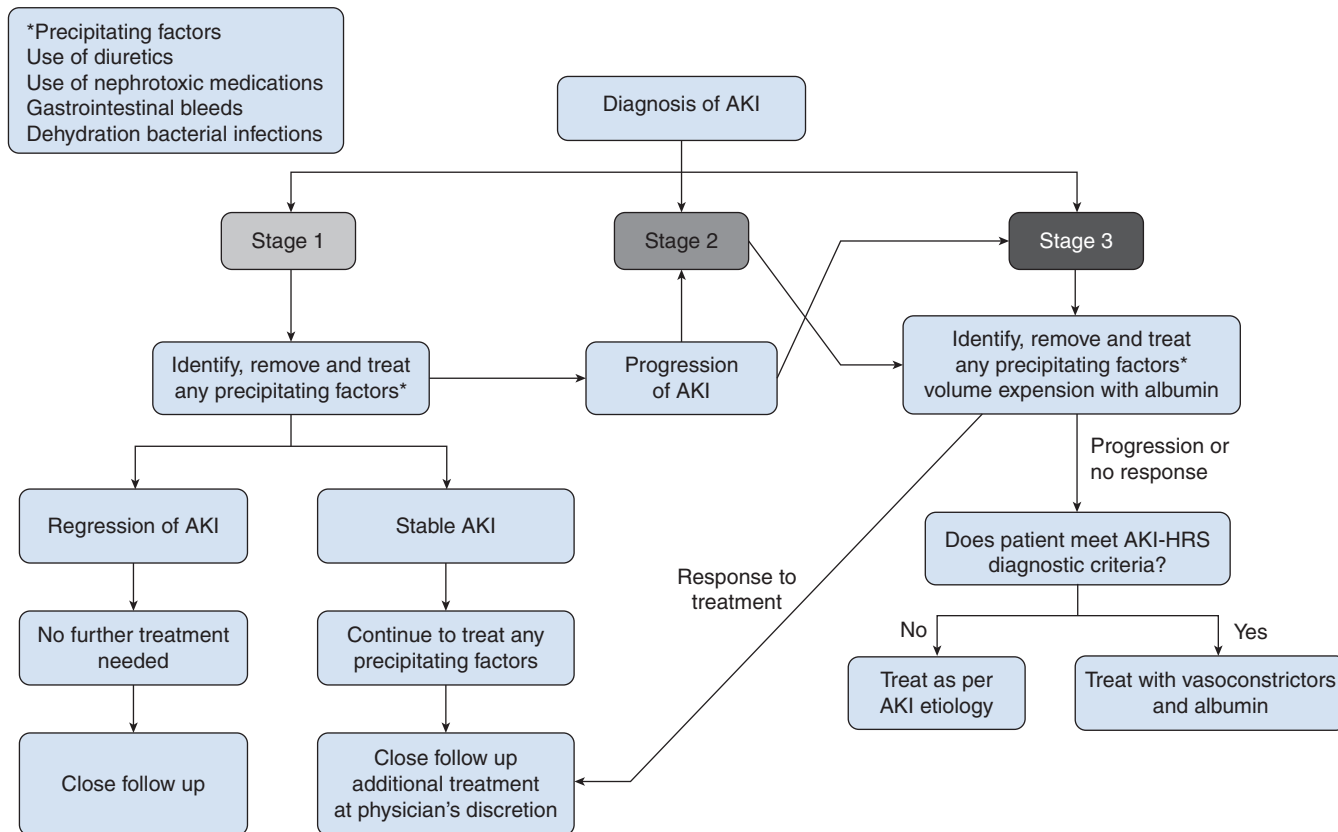 *Precipitating factors
Use of diuretics
Use of nephrotoxic medications
Gastrointestinal bleeds
Dehydration bacterial infections
Diagnosis of AKI
Stage 1
Stage 2
Stage 3
Identify, remove and treat
any precipitating factors*
Progression
of AKI
Identify, remove and treat
any precipitating factors*
volume expension with albumin
Regression of AKI
Stable AKI
Response to
treatment
Progression or
no response
Does patient meet AKI-HRS
diagnostic criteria?
No further treatment
needed
Continue to treat any
precipitating factors
No
Yes
Treat as per
AKI etiology
Treat with vasoconstrictors
and albumin
Close follow up
Close follow up
additional treatment
at physician’s discretion